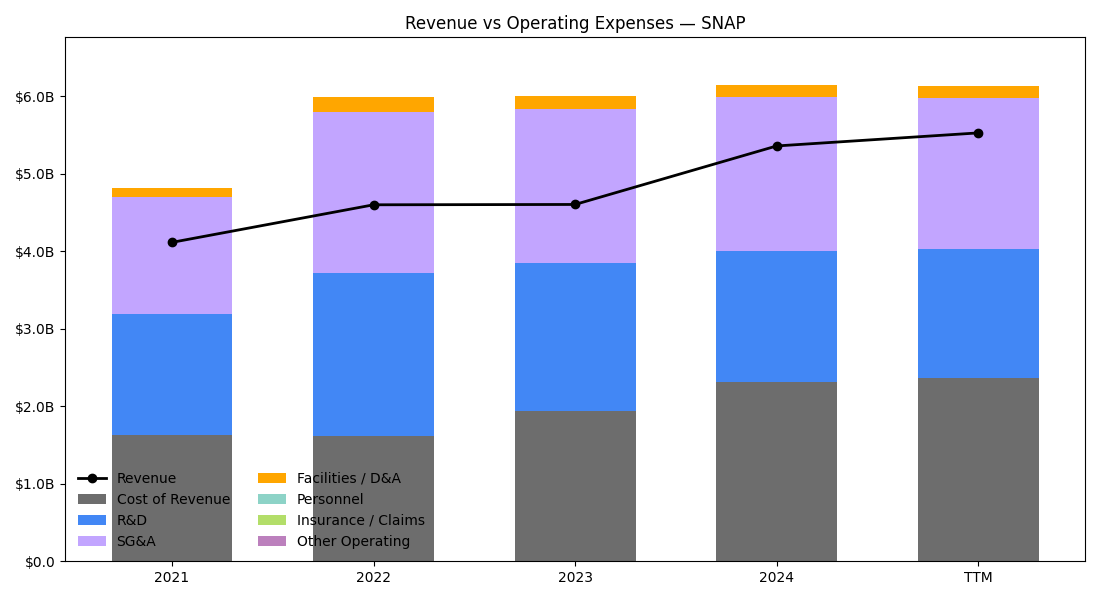 Revenue vs Operating Expenses — SNAP
$6.0B
$5.0B
$4.0B
$3.0B
$2.0B
$1.0B
$0.0
Revenue
Cost of Revenue
R&D
SG&A
Facilities / D&A
Personnel
Insurance / Claims
Other Operating
2021
2022
2023
2024
TTM